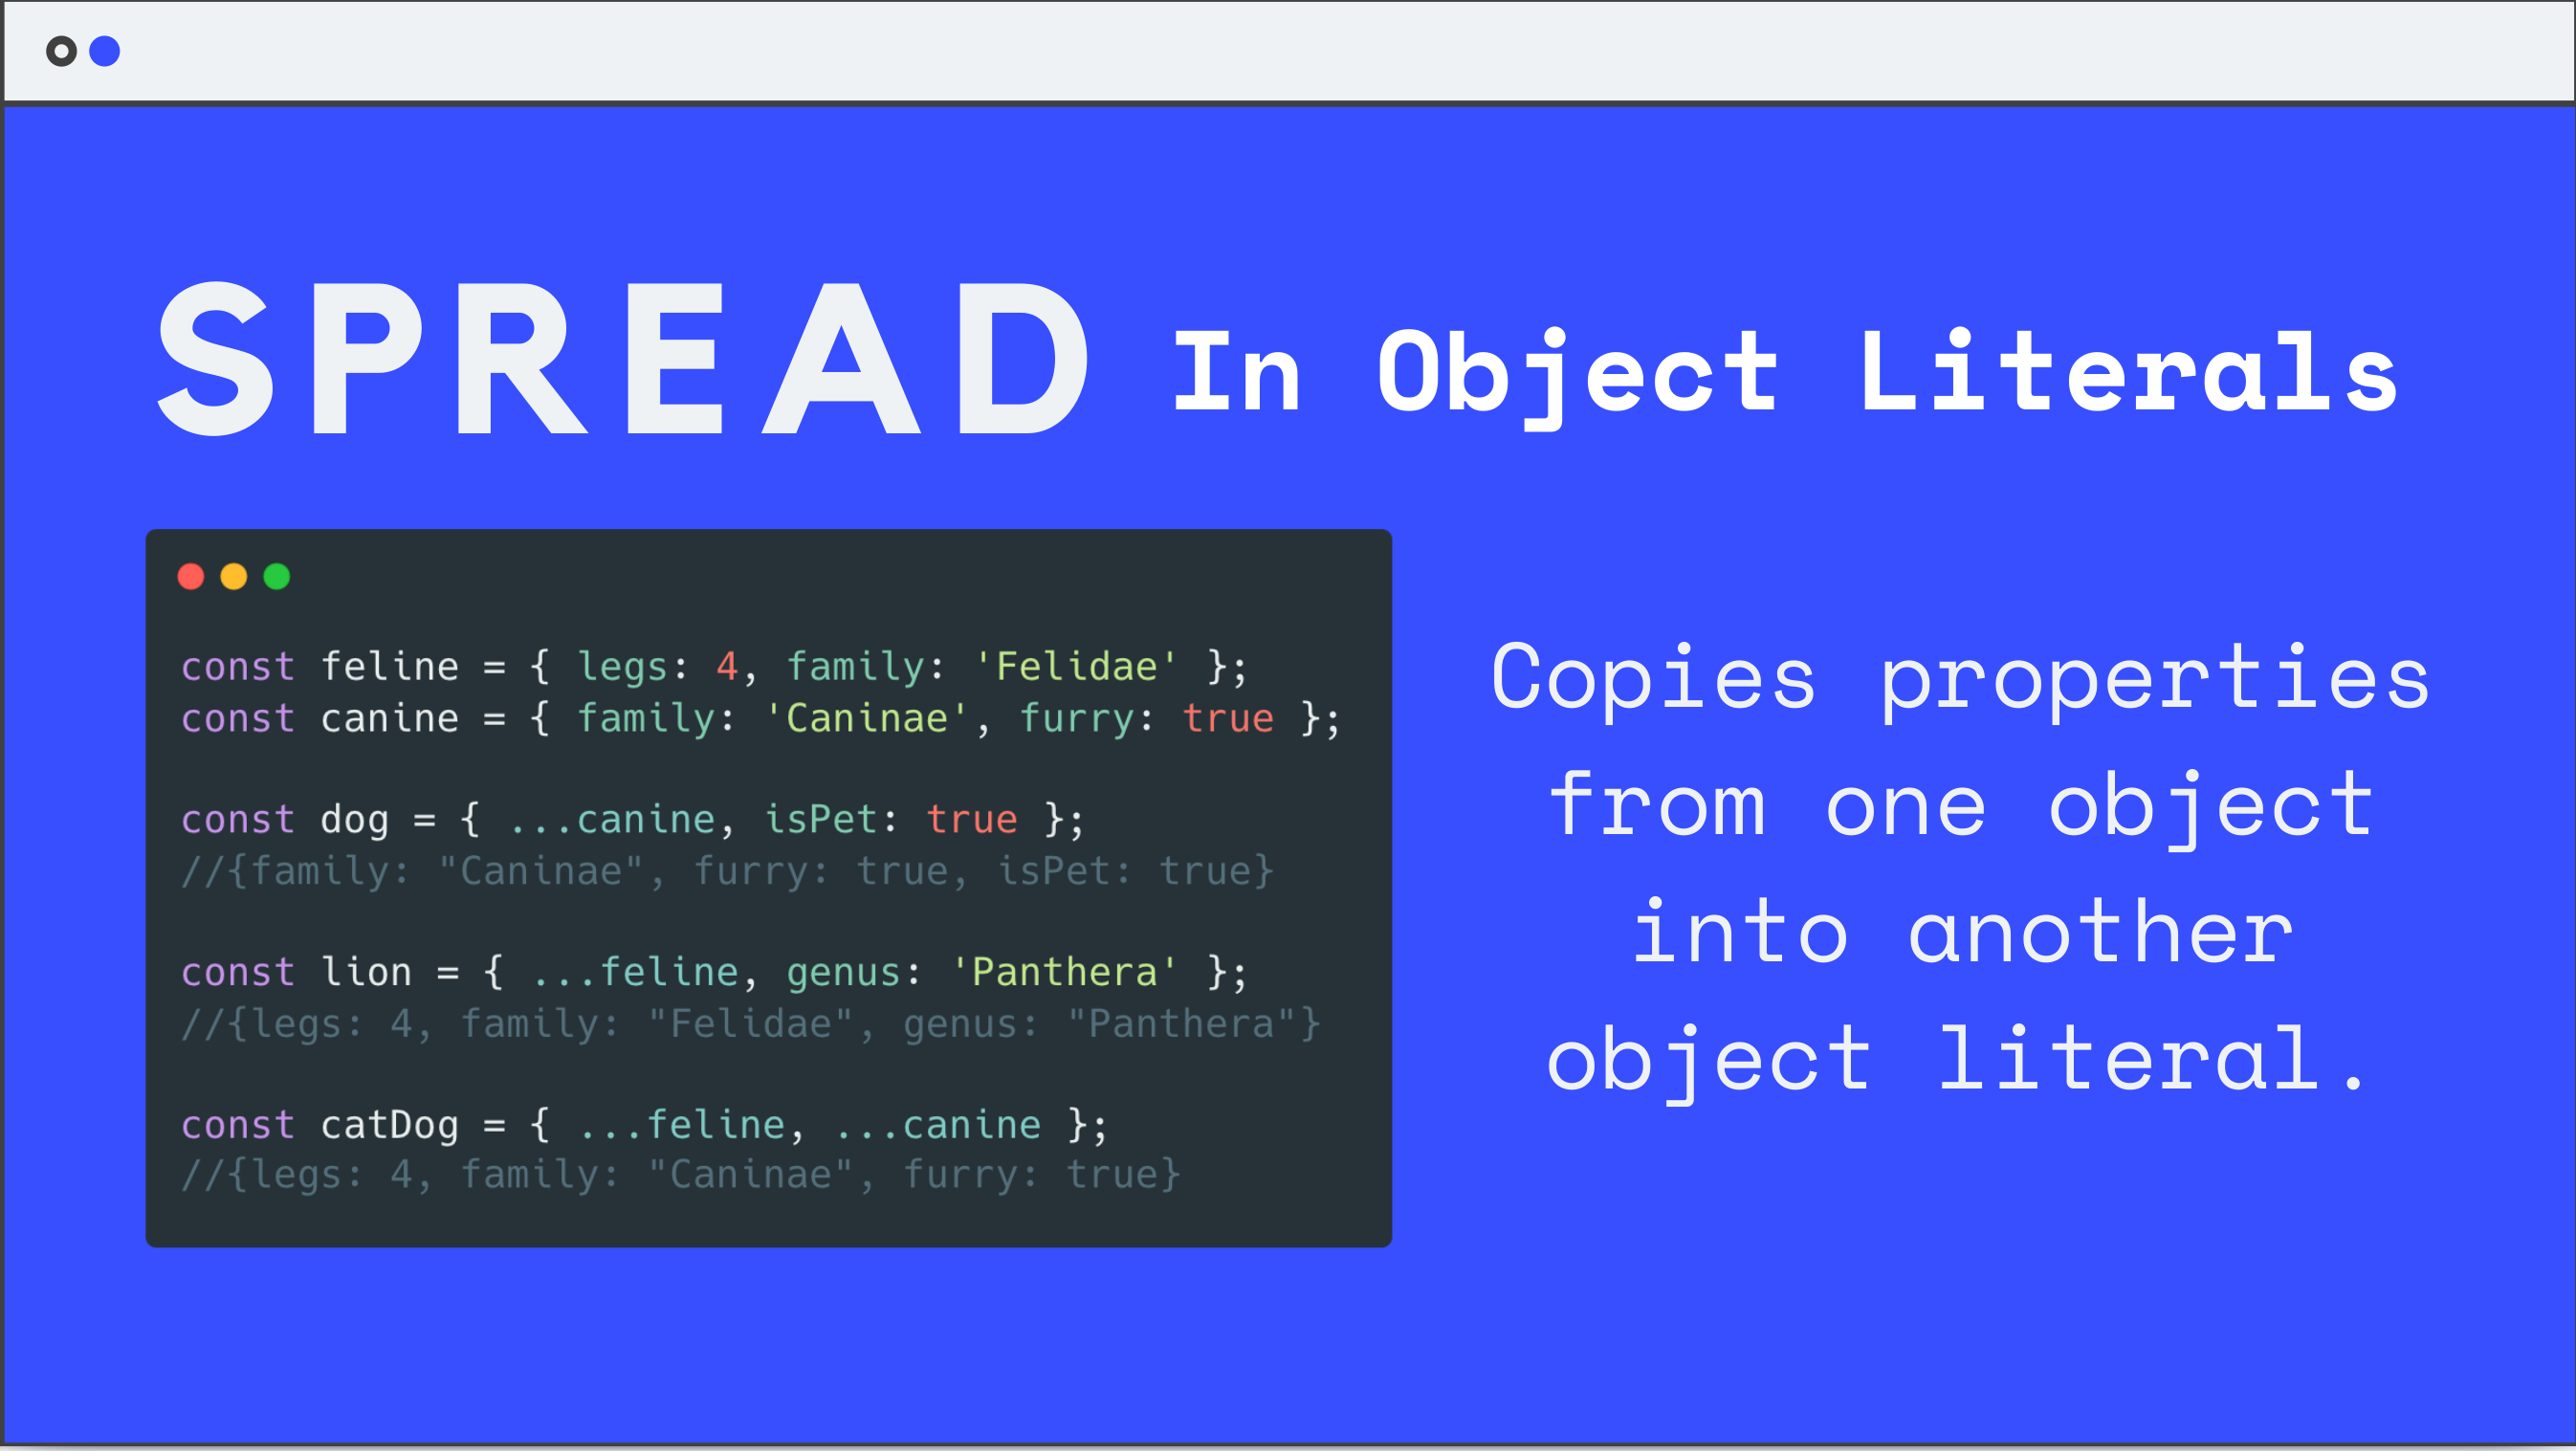 SPREAD In Object Literals
const feline = { legs: 4, family: 'Felidae' };
const canine = { family: 'Caninae', furry: true };
const dog = { ...canine, isPet: true };
//{family: "Caninae", furry: true, isPet: true}
const lion = { ...feline, genus: 'Panthera' };
//{legs: 4, family: "Felidae", genus: "Panthera"}
const catDog = { ...feline, ...canine };
//{legs: 4, family: "Caninae", furry: true}
Copies properties
from one object
into another
object literal.